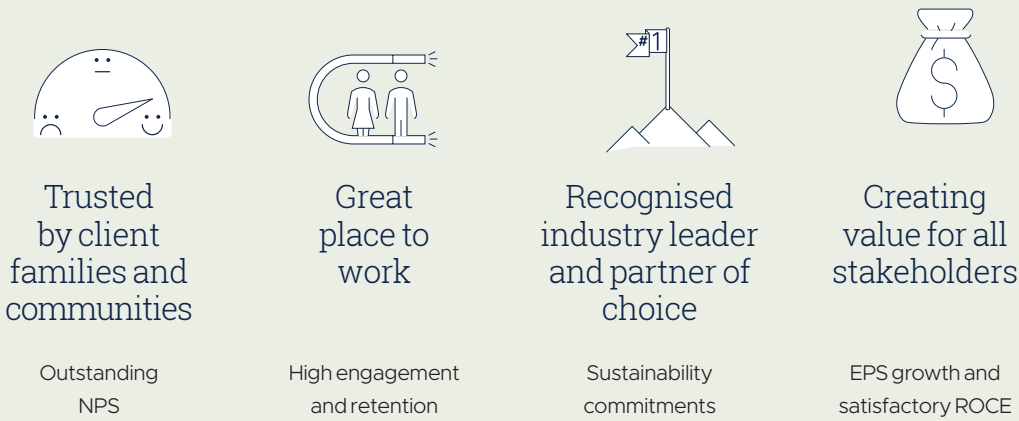 #1
$
Trusted
by client
families and
communities
Outstanding
NPS
Great
place to
work
High engagement
and retention
Recognised
industry leader
and partner of
choice
Sustainability
commitments
Creating
value for all
stakeholders
EPS growth and
satisfactory ROCE